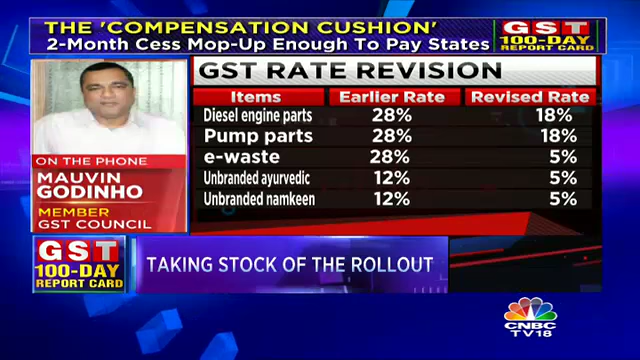 THE 'COMPENSATION CUSHION'
2-Month Cess Mop-Up Enough To Pay States
GST
100-DAY
REPORT CARD
GST RATE REVISION
Items Earlier Rate Revised Rate
Diesel engine parts 28% 18%
Pump parts 28% 18%
e-waste 28% 5%
Unbranded ayurvedic 12% 5%
Unbranded namkeen 12% 5%
ON THE PHONE
MAUVIN
GODINHO
MEMBER
GST COUNCIL
GST
100-DAY
REPORT CARD
TAKING STOCK OF THE ROLLOUT
CNBC
TV18